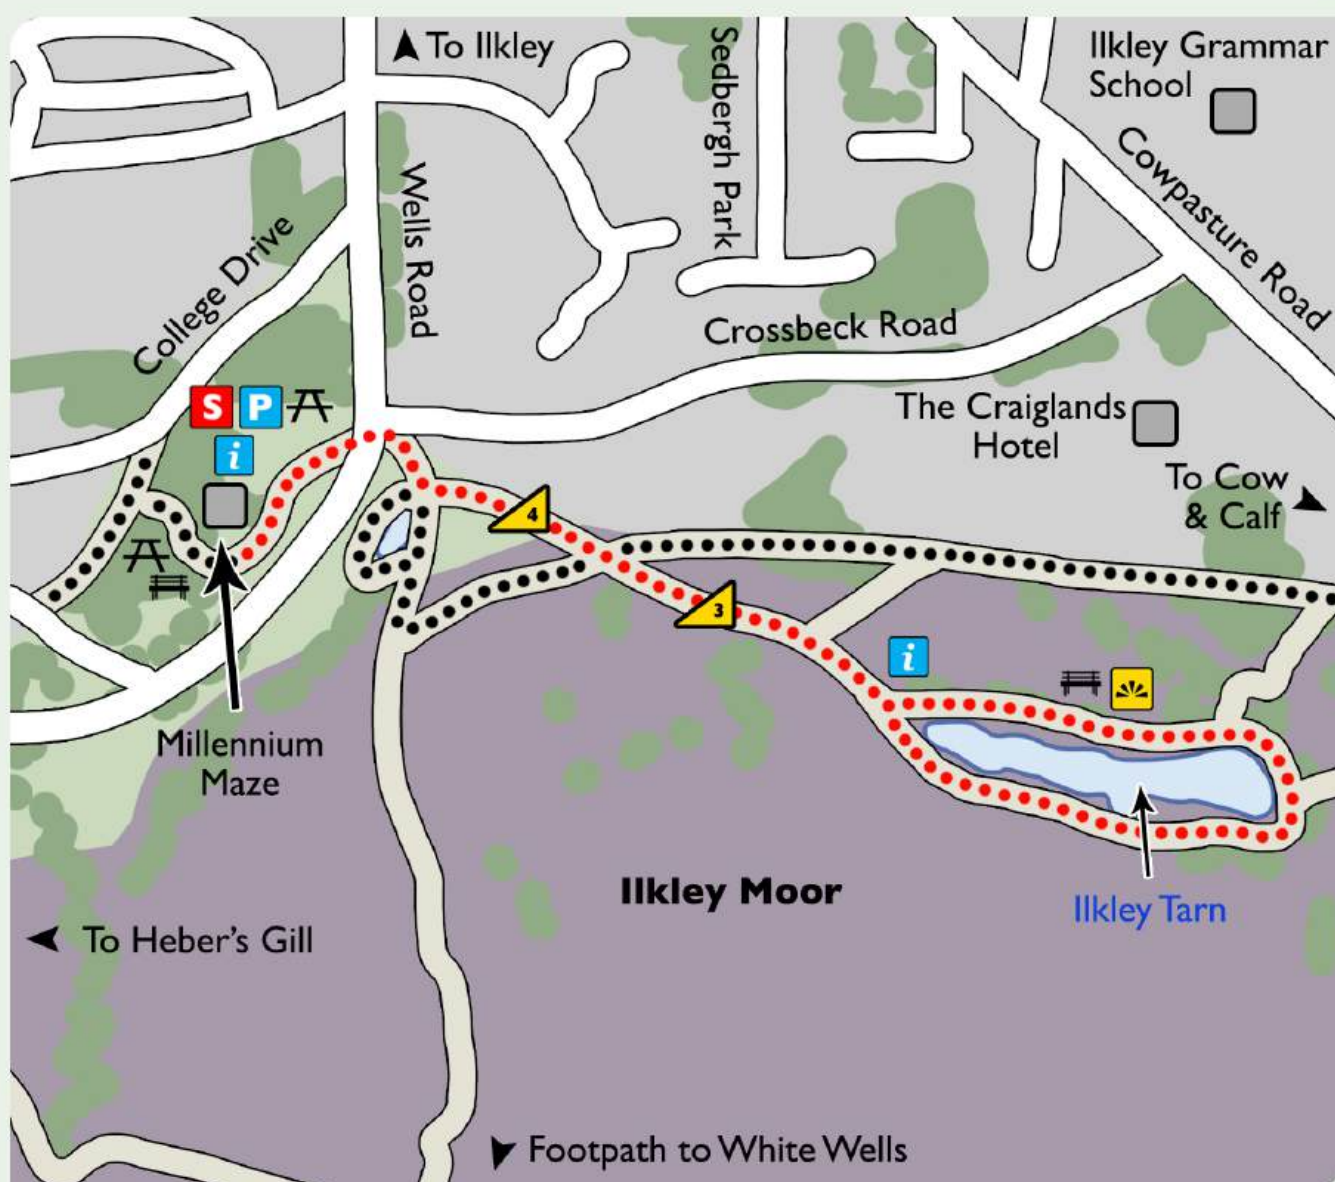 To Ilkley
Sedbergh Park
Ilkley Grammar
School
Cowpasture Road
Wells Road
College Drive
Crossbeck Road
S
P
i
The Craiglands
Hotel
To Cow
& Calf
4
3
i
Millennium
Maze
Ilkley Moor
Ilkley Tarn
To Heber's Gill
Footpath to White Wells